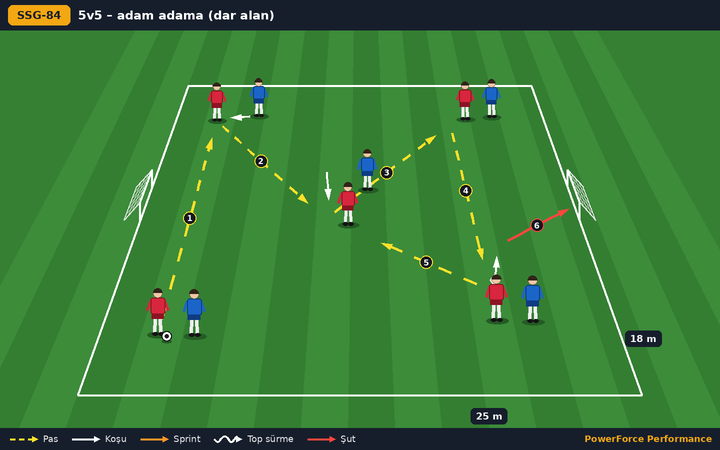 SSG-84 5v5 – adam adama (dar alan)
2
3
4
1
6
5
18 m
25 m
Pas Koşu Sprint Top sürme Şut PowerForce Performance